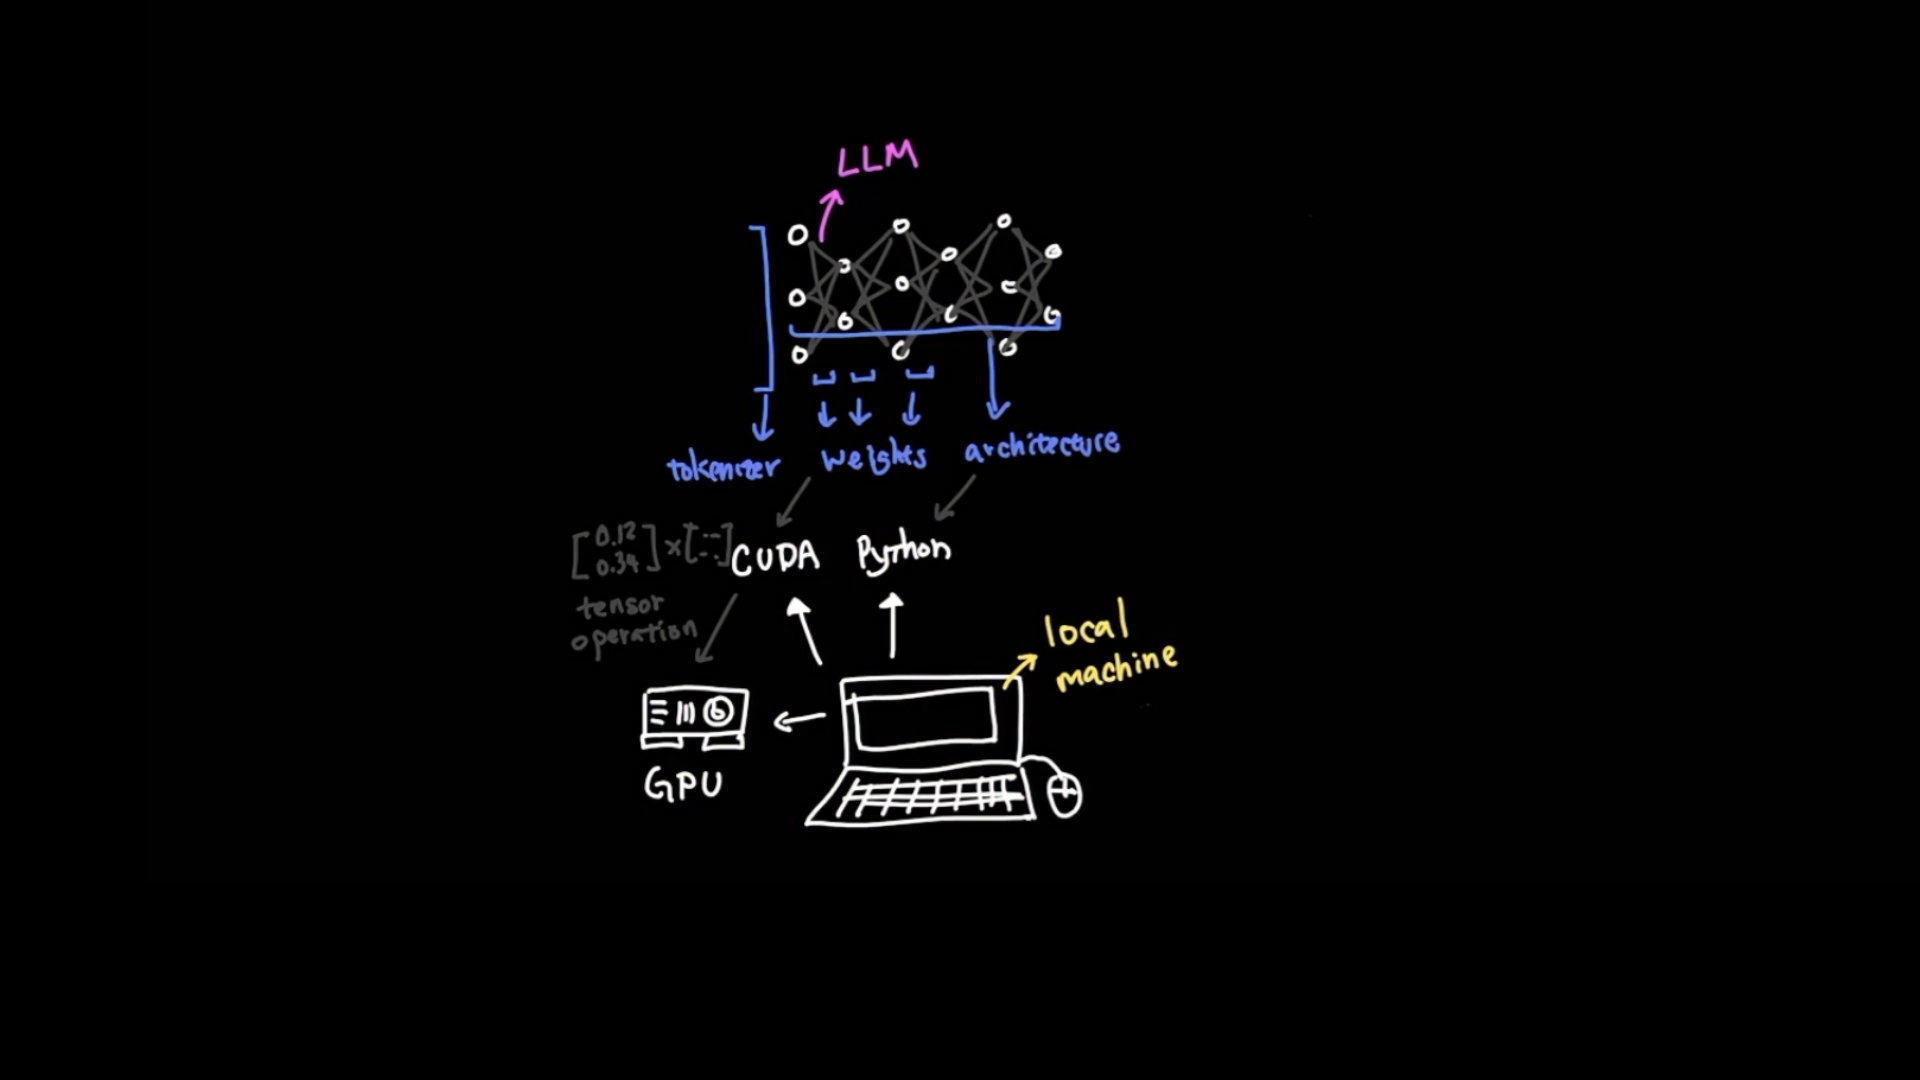 LLM
tokenizer weights architecture
0.12
0.34
×
CUDA Python
tensor
operation
local
machine
GPU